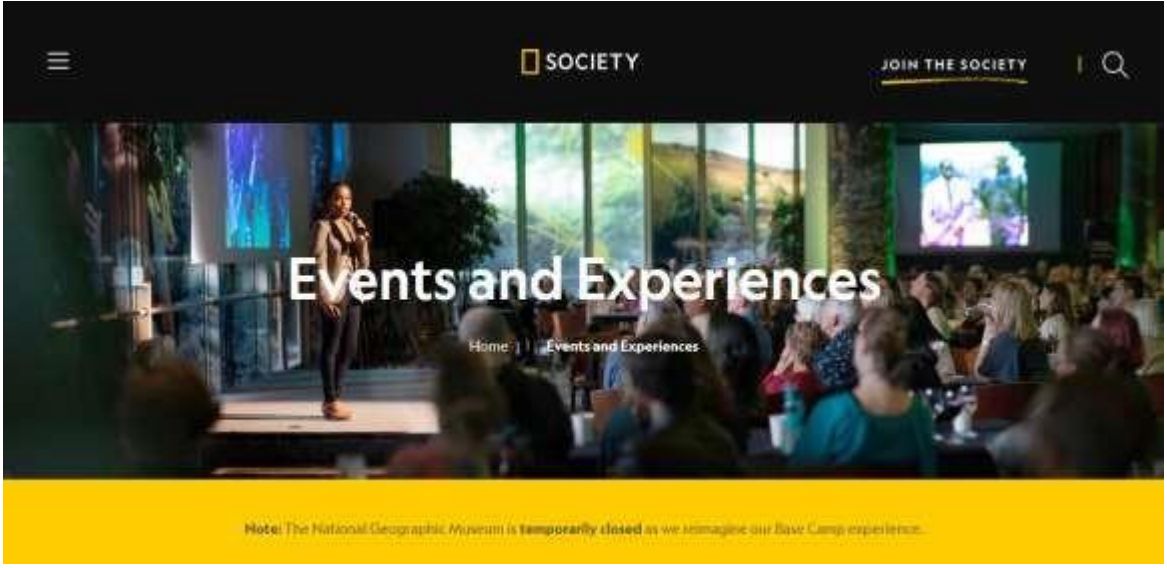 SOCIETY
JOIN THE SOCIETY
Events and Experiences
Home | Events and Experiences
Note: The National Geographic Museum is temporarily closed as we reimagine our Base Camp experience.